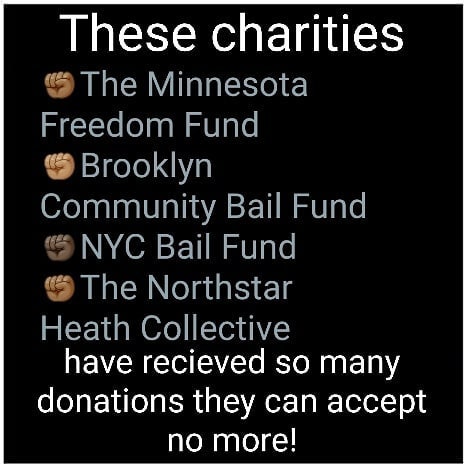 These charities
✊🏾The Minnesota
Freedom Fund
✊🏼Brooklyn
Community Bail Fund
✊🏿NYC Bail Fund
✊🏾The Northstar
Heath Collective
have recieved so many
donations they can accept
no more!